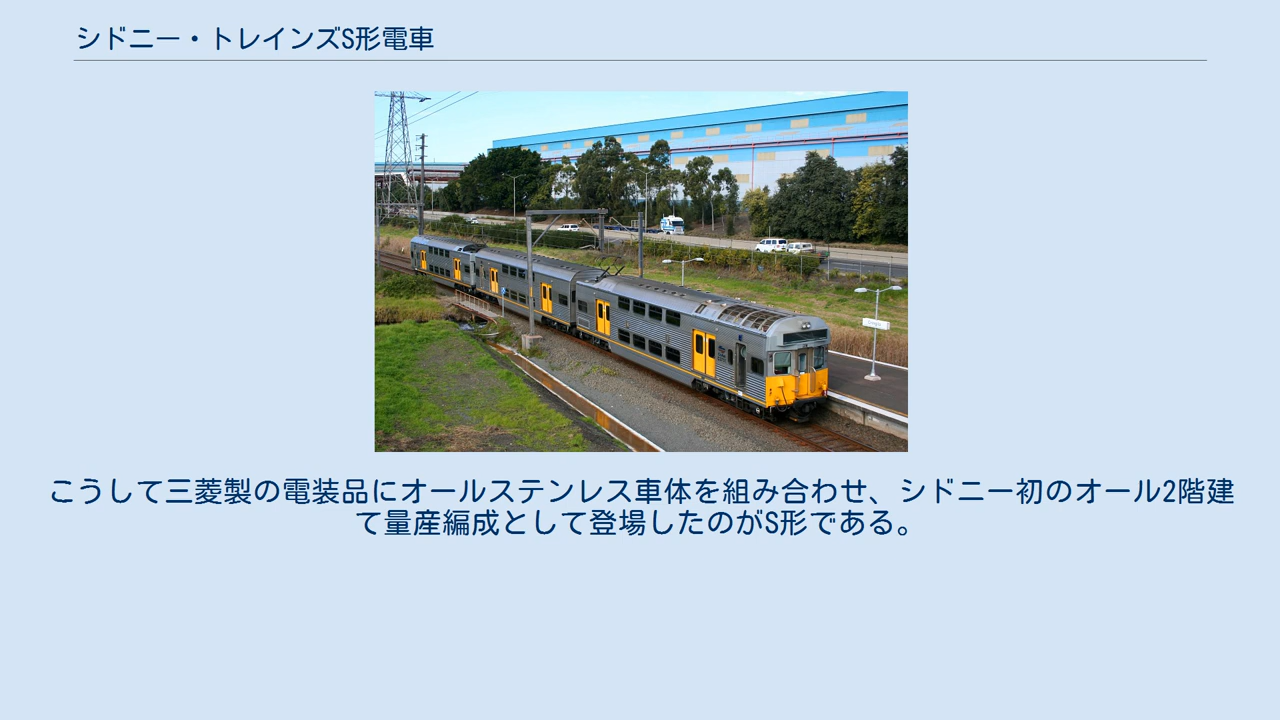 シドニー・トレインズS形電車
こうして三菱製の電装品にオールステンレス車体を組み合わせ、シドニー初のオール2階建
て量産編成として登場したのがS形である。